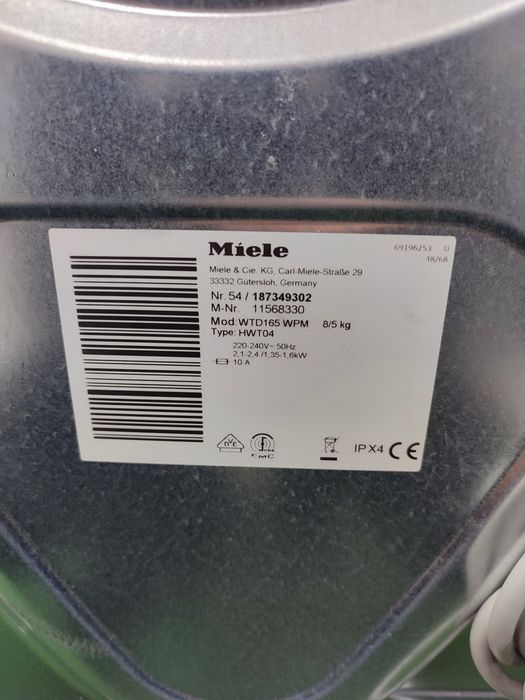 Miele
69196253 D
48/68
Miele & Cie. KG, Carl-Miele-Straße 29
33332 Gütersloh, Germany
Nr. 54 / 187349302
M-Nr. 11568330
Mod: WTD165 WPM 8/5 kg
Type: HWT04
220-240V~ 50Hz
2,1-2,4 /1,35-1,6kW
10 A
VDE
EMC
IPX4 CE